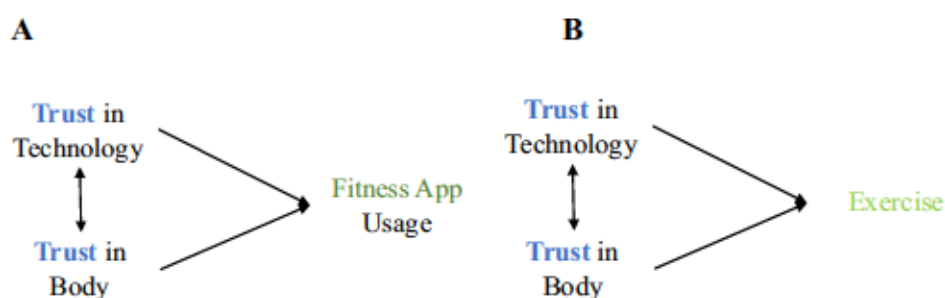 A
Trust in
Technology
Trust in
Body
Fitness App
Usage
B
Trust in
Technology
Trust in
Body
Exercise